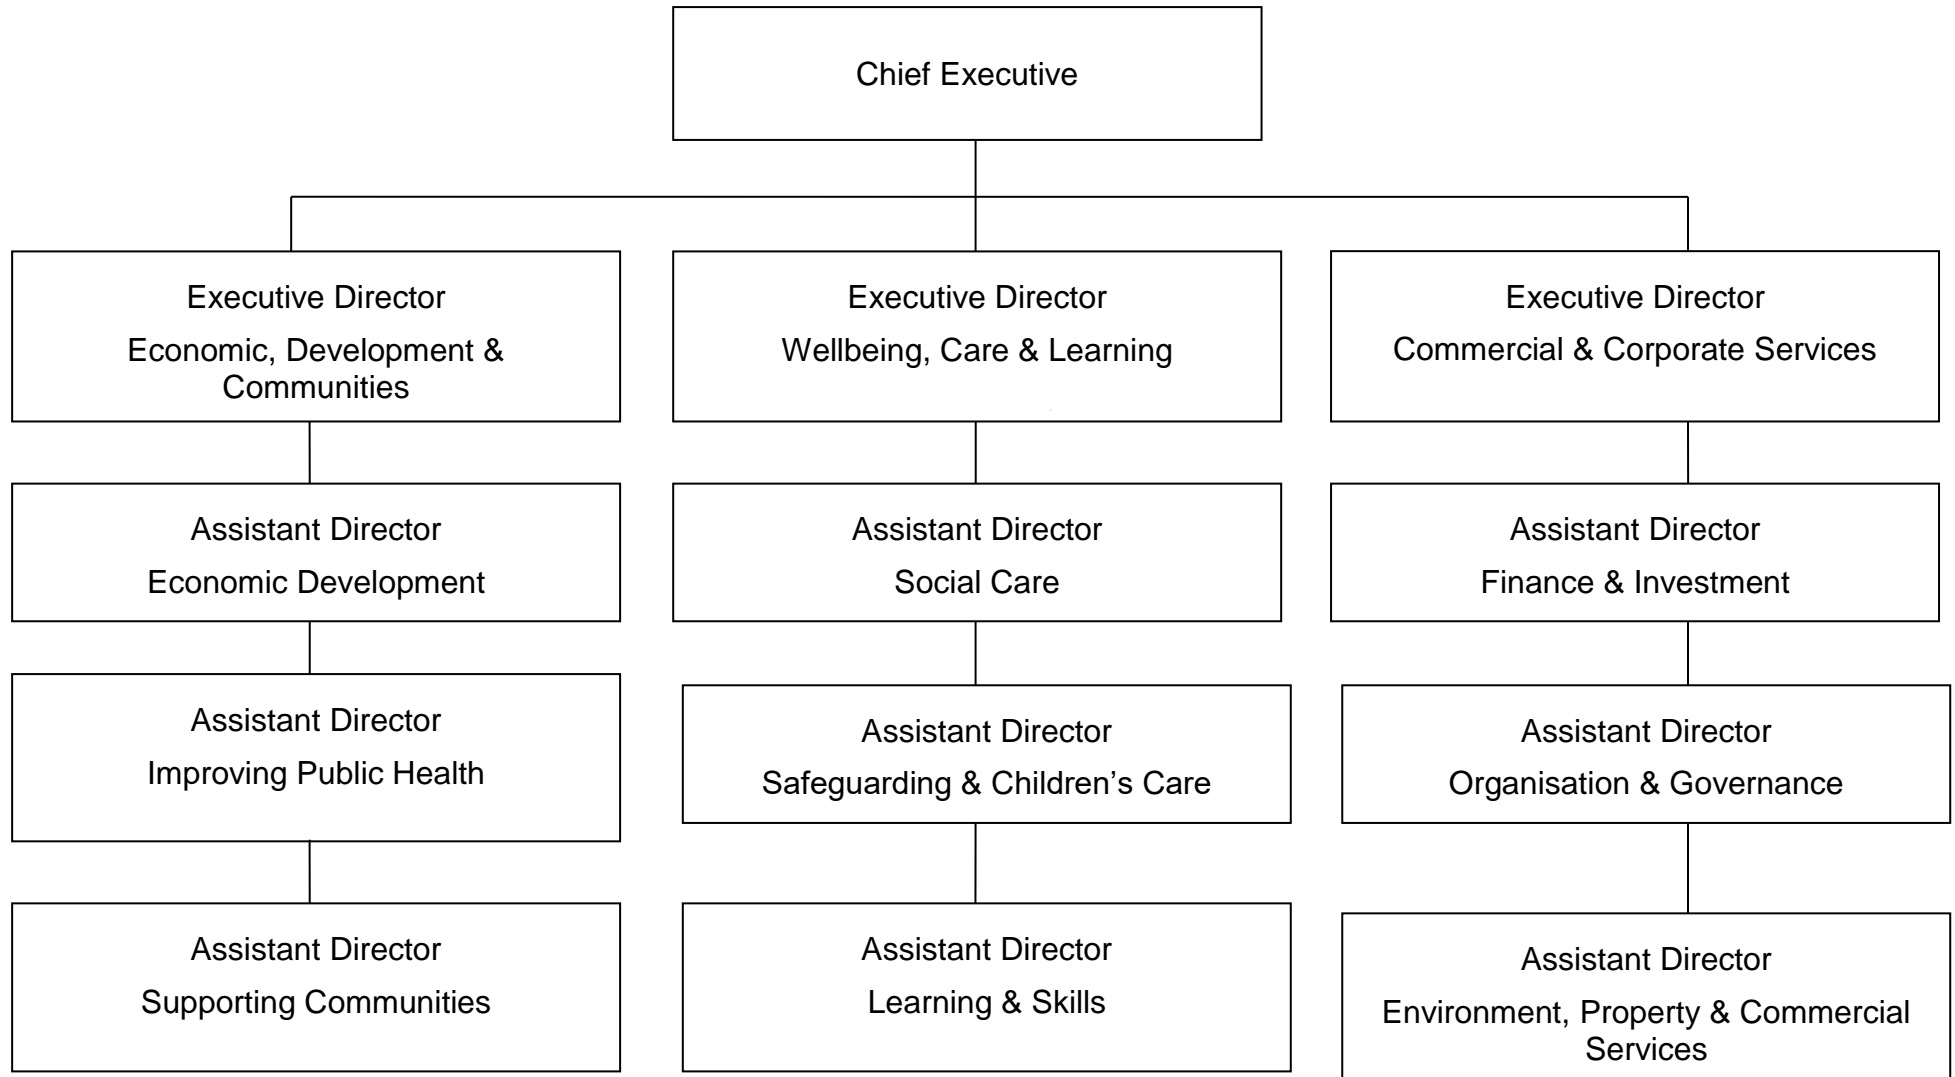 Chief Executive
Executive Director
Economic, Development &
Communities
Executive Director
Wellbeing, Care & Learning
Executive Director
Commercial & Corporate Services
Assistant Director
Economic Development
Assistant Director
Social Care
Assistant Director
Finance & Investment
Assistant Director
Improving Public Health
Assistant Director
Safeguarding & Children’s Care
Assistant Director
Organisation & Governance
Assistant Director
Supporting Communities
Assistant Director
Learning & Skills
Assistant Director
Environment, Property & Commercial
Services